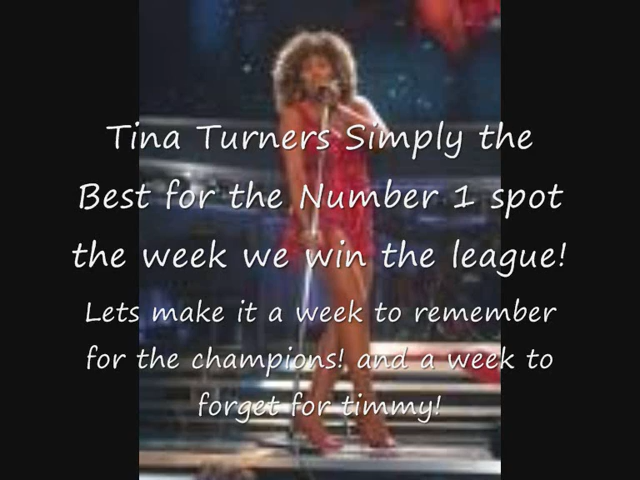 Tina Turners Simply the
Best for the Number 1 spot
the week we win the league!
Lets make it a week to remember
for the champions! and a week to
forget for timmy!